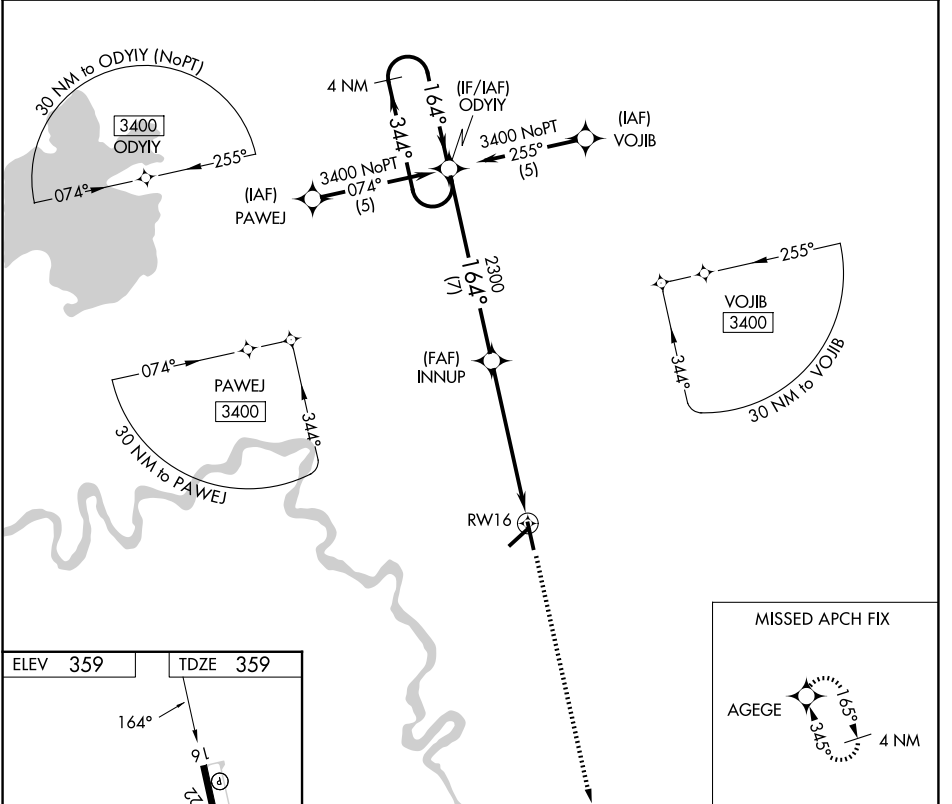 30 NM to ODYIY (NoPT)
3400
ODYIY
074°
255°
4 NM
344°
164°
(IF/IAF)
ODYIY
(IAF)
VOJIB
3400 NoPT
255°
(5)
3400 NoPT
074°
(5)
(IAF)
PAWEJ
2300
164°
(7)
255°
VOJIB
3400
344°
30 NM to VOJIB
074°
PAWEJ
3400
344°
30 NM to PAWEJ
(FAF)
INNUP
RW16
MISSED APCH FIX
AGEGE
165°
345°
4 NM
ELEV 359
TDZE 359
164°
16
P
22